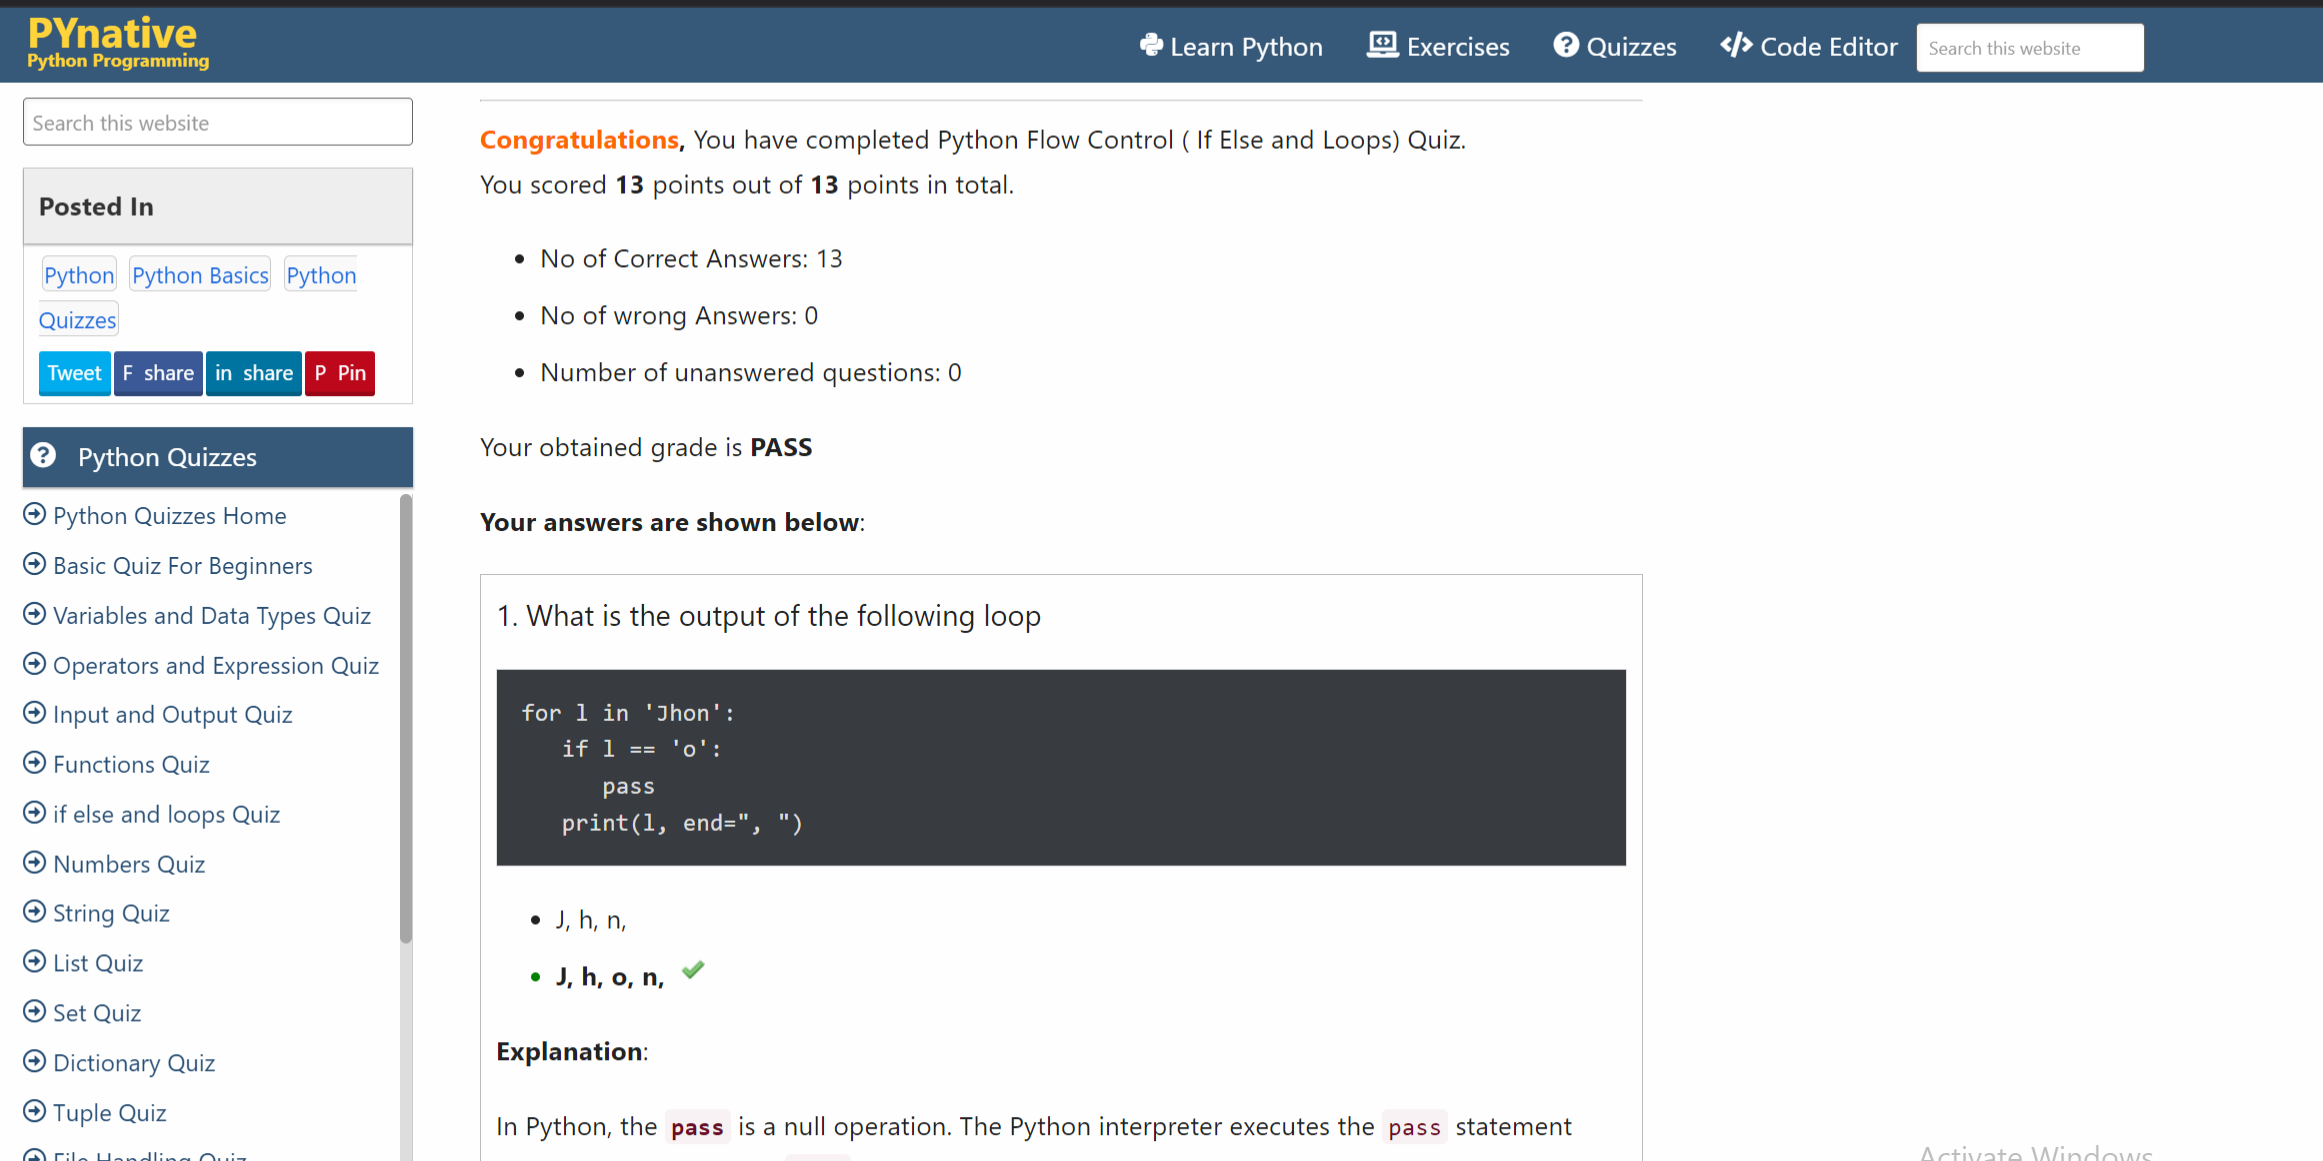 PYnative
Python Programming
Learn Python Exercises Quizzes Code Editor Search this website
Search this website
Posted In
Python Python Basics Python
Quizzes
Tweet F share in share P Pin
Python Quizzes
Python Quizzes Home
Basic Quiz For Beginners
Variables and Data Types Quiz
Operators and Expression Quiz
Input and Output Quiz
Functions Quiz
if else and loops Quiz
Numbers Quiz
String Quiz
List Quiz
Set Quiz
Dictionary Quiz
Tuple Quiz
File Handling Quiz
Congratulations, You have completed Python Flow Control ( If Else and Loops) Quiz.
You scored 13 points out of 13 points in total.
No of Correct Answers: 13
No of wrong Answers: 0
Number of unanswered questions: 0
Your obtained grade is PASS
Your answers are shown below:
1. What is the output of the following loop
for l in 'Jhon':
if l == 'o':
pass
print(l, end=", ")
J, h, n,
J, h, o, n,
Explanation:
In Python, the pass is a null operation. The Python interpreter executes the pass statement
Activate Windows